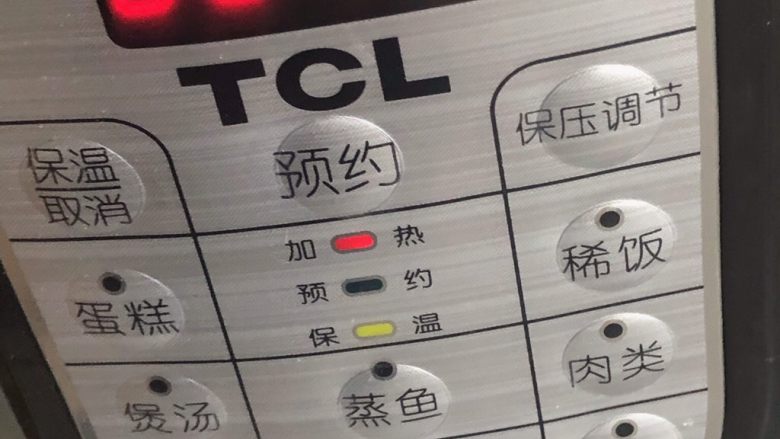 TCL
保温
取消
预约
保压调节
加 热
预 约
保 温
稀饭
蛋糕
肉类
煲汤
蒸鱼